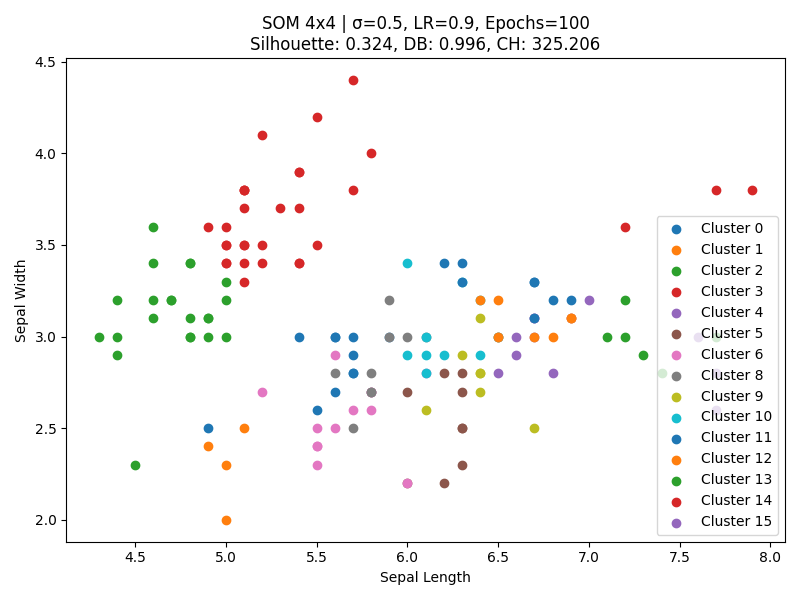 SOM 4x4 | σ=0.5, LR=0.9, Epochs=100
Silhouette: 0.324, DB: 0.996, CH: 325.206
4.5
4.0
3.5
3.0
2.5
2.0
Sepal Width
Cluster 0
Cluster 1
Cluster 2
Cluster 3
Cluster 4
Cluster 5
Cluster 6
Cluster 8
Cluster 9
Cluster 10
Cluster 11
Cluster 12
Cluster 13
Cluster 14
Cluster 15
4.5 5.0 5.5 6.0 6.5 7.0 7.5 8.0
Sepal Length